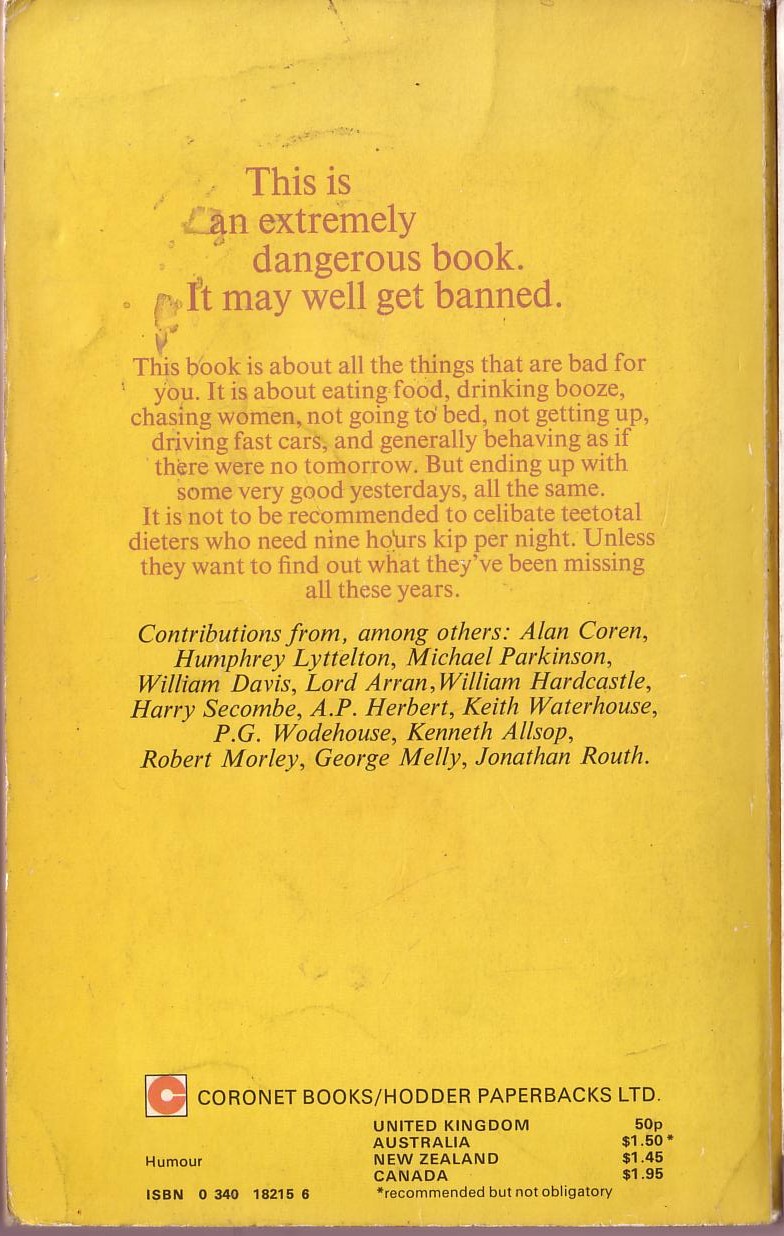 This is
an extremely
dangerous book.
It may well get banned.
This book is about all the things that are bad for
you. It is about eating food, drinking booze,
chasing women, not going to bed, not getting up,
driving fast cars, and generally behaving as if
there were no tomorrow. But ending up with
some very good yesterdays, all the same.
It is not to be recommended to celibate teetotal
dieters who need nine hours kip per night. Unless
they want to find out what they've been missing
all these years.
Contributions from, among others: Alan Coren,
Humphrey Lyttelton, Michael Parkinson,
William Davis, Lord Arran, William Hardcastle,
Harry Secombe, A.P. Herbert, Keith Waterhouse,
P.G. Wodehouse, Kenneth Allsop,
Robert Morley, George Melly, Jonathan Routh.
CORONET BOOKS/HODDER PAPERBACKS LTD.
UNITED KINGDOM 50p
AUSTRALIA $1.50*
Humour NEW ZEALAND $1.45
CANADA $1.95
ISBN 0 340 18215 6 *recommended but not obligatory